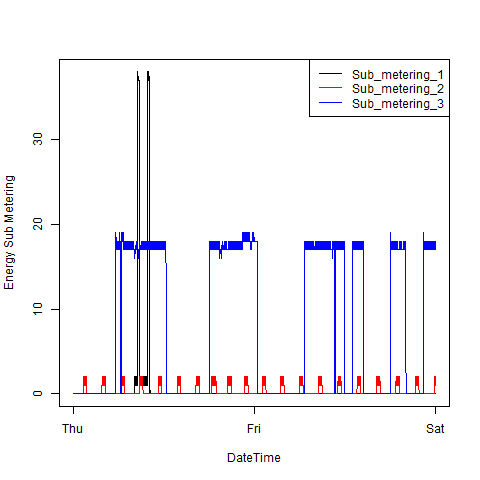 Sub_metering_1
Sub_metering_2
Sub_metering_3
Energy Sub Metering
30
20
10
0
Thu Fri Sat
DateTime